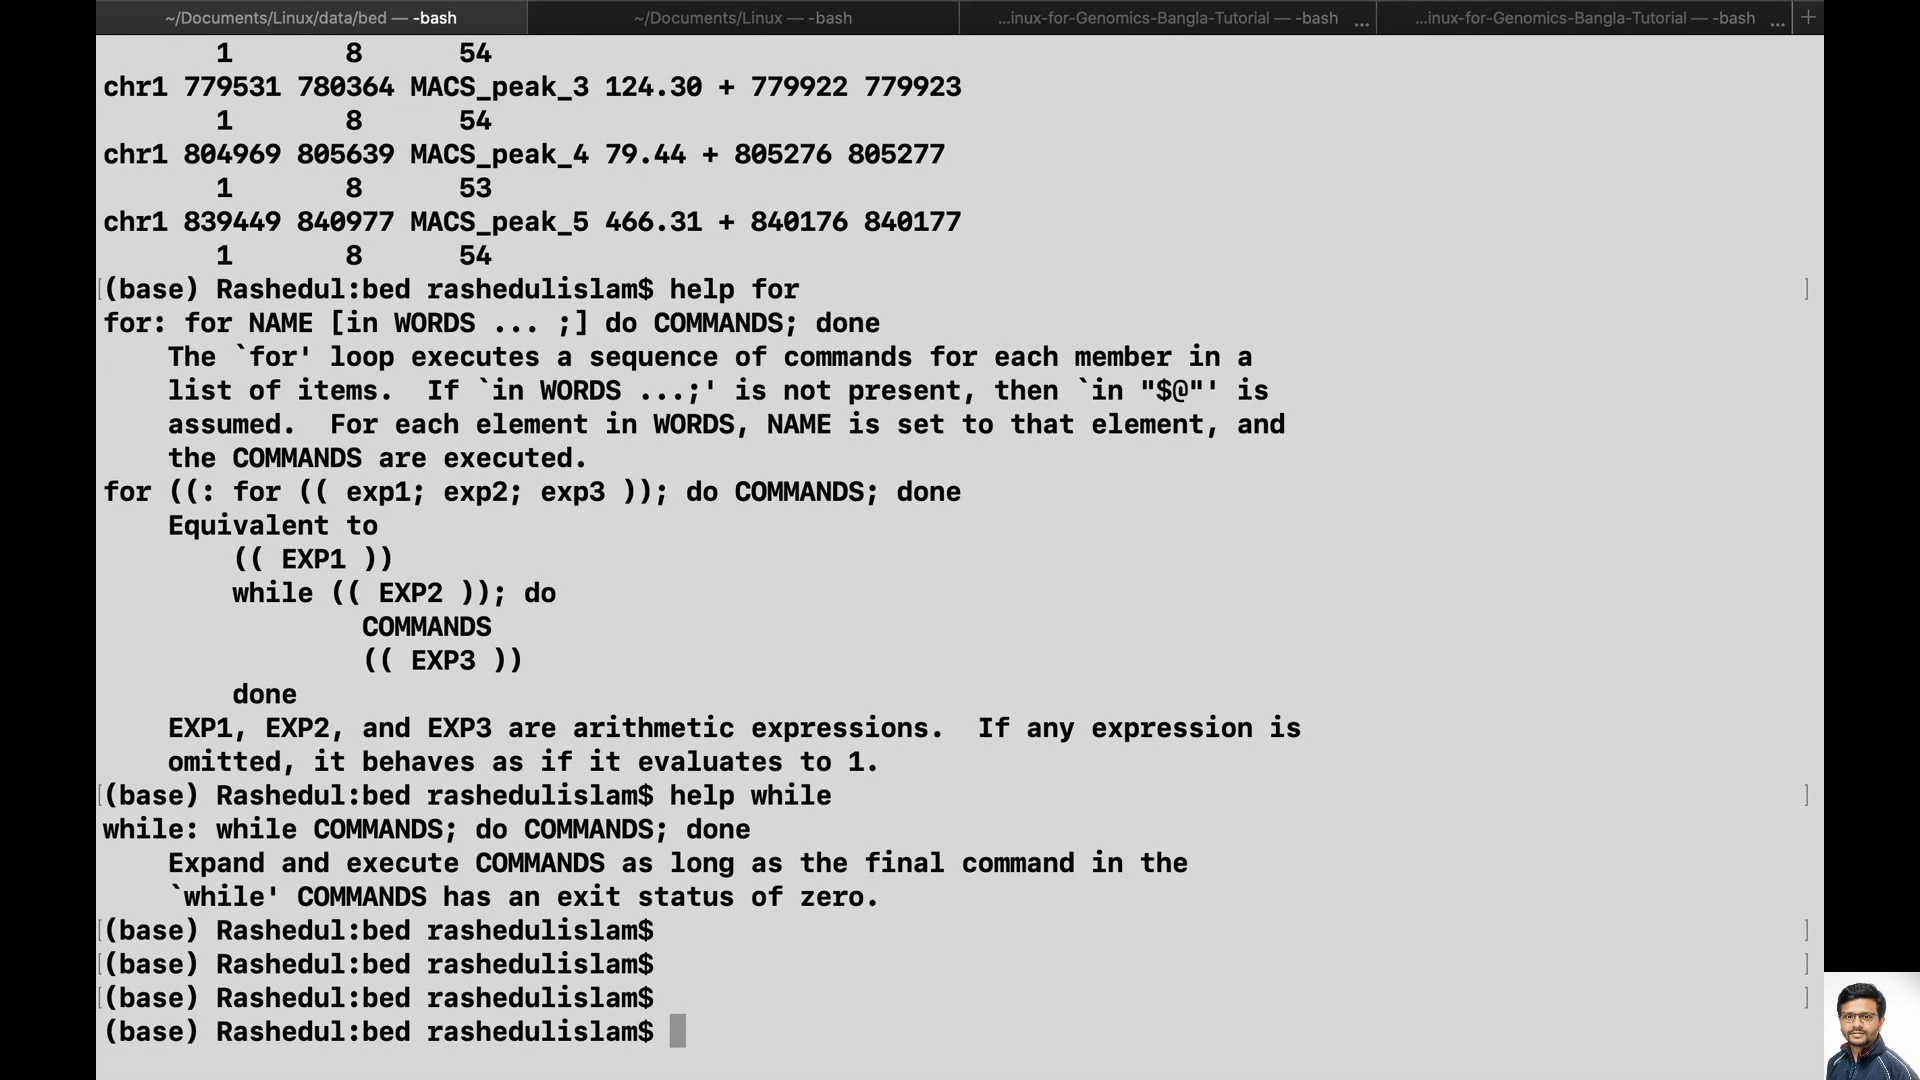 ~/Documents/Linux/data/bed — -bash
~/Documents/Linux — -bash
...inux-for-Genomics-Bangla-Tutorial — -bash ...
...inux-for-Genomics-Bangla-Tutorial — -bash ...
+
1 8 54
chr1 779531 780364 MACS_peak_3 124.30 + 779922 779923
1 8 54
chr1 804969 805639 MACS_peak_4 79.44 + 805276 805277
1 8 53
chr1 839449 840977 MACS_peak_5 466.31 + 840176 840177
1 8 54
[(base) Rashedul:bed rashedulislam$ help for ]
for: for NAME [in WORDS ... ;] do COMMANDS; done
The `for' loop executes a sequence of commands for each member in a
list of items.  If `in WORDS ...;' is not present, then `in "$@"' is
assumed.  For each element in WORDS, NAME is set to that element, and
the COMMANDS are executed.
for ((: for (( exp1; exp2; exp3 )); do COMMANDS; done
Equivalent to
(( EXP1 ))
while (( EXP2 )); do
COMMANDS
(( EXP3 ))
done
EXP1, EXP2, and EXP3 are arithmetic expressions.  If any expression is
omitted, it behaves as if it evaluates to 1.
[(base) Rashedul:bed rashedulislam$ help while ]
while: while COMMANDS; do COMMANDS; done
Expand and execute COMMANDS as long as the final command in the
`while' COMMANDS has an exit status of zero.
[(base) Rashedul:bed rashedulislam$ ]
[(base) Rashedul:bed rashedulislam$ ]
[(base) Rashedul:bed rashedulislam$ ]
(base) Rashedul:bed rashedulislam$